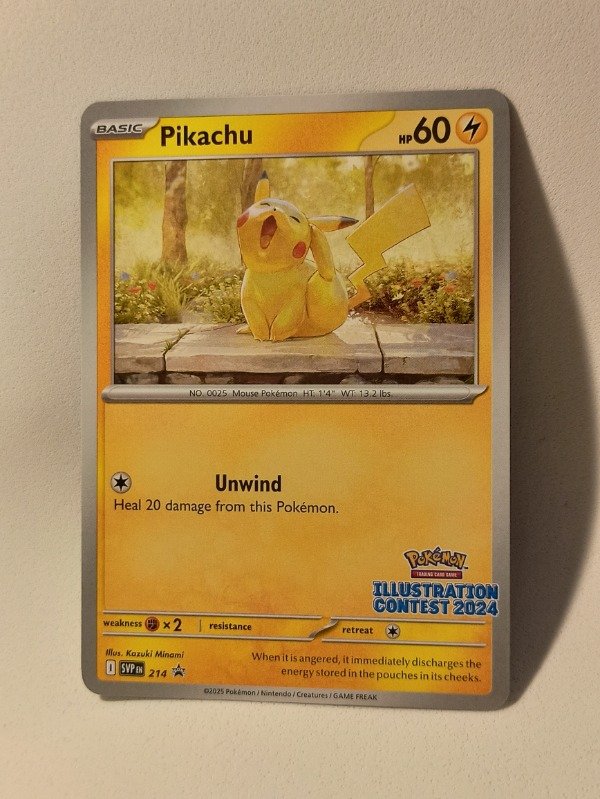 BASIC Pikachu HP 60
NO. 0025 Mouse Pokémon HT: 1'4" WT: 13.2 lbs.
Unwind
Heal 20 damage from this Pokémon.
Pokémon
TRADING CARD GAME
ILLUSTRATION
CONTEST 2024
weakness ×2 resistance retreat
Illus. Kazuki Minami
When it is angered, it immediately discharges the
energy stored in the pouches in its cheeks.
I SVP EN 214
©2025 Pokémon / Nintendo / Creatures / GAME FREAK